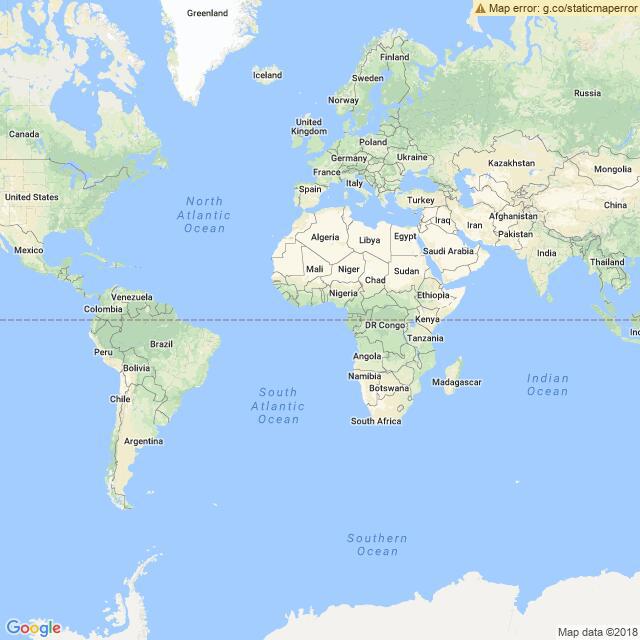 Map error: g.co/staticmaperror
Greenland
Finland
Iceland
Sweden
Russia
Norway
Canada
United
Kingdom
Poland
Germany
Ukraine
Kazakhstan
Mongolia
France
Italy
Spain
United States
North
Atlantic
Ocean
Turkey
China
Iraq
Iran
Afghanistan
Pakistan
Algeria
Libya
Egypt
Saudi Arabia
India
Mexico
Thailand
Mali
Niger
Chad
Sudan
Venezuela
Nigeria
Ethiopia
Colombia
Kenya
DR Congo
Tanzania
Peru
Brazil
Angola
Bolivia
Namibia
Botswana
Madagascar
Indian
Ocean
Chile
South
Atlantic
Ocean
South Africa
Argentina
Southern
Ocean
Google
Map data ©2018